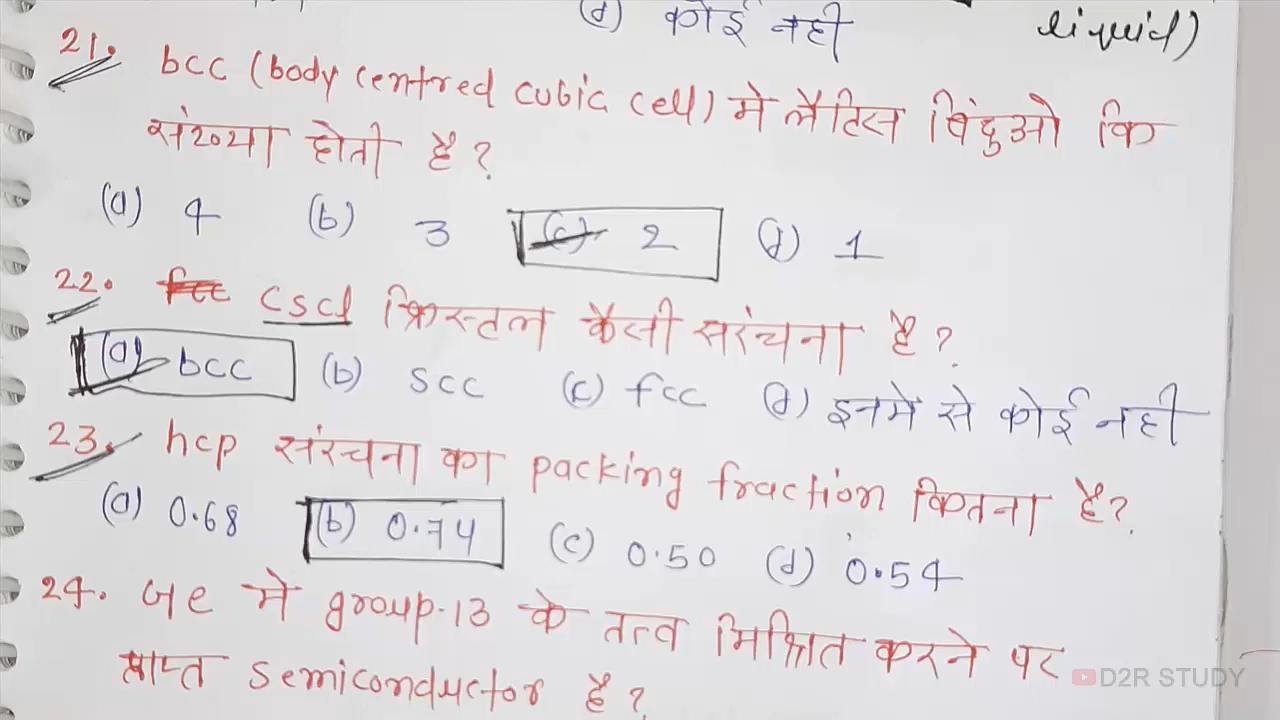 (d) कोई नही liquid)
21. bcc (body centred cubic cell) मे लैटिस बिंदुओ कि
संख्या होती है?
(a) 4 (b) 3 (c) 2 (d) 1
22. CsCl क्रिस्टल कैसी सरंचना है?
(a) bcc (b) scc (c) fcc (d) इनमे से कोई नही
23. hcp संरचना का packing fraction कितना है?
(a) 0.68 (b) 0.74 (c) 0.50 (d) 0.54
24. Ge मे group-13 के तत्व मिश्रित करने पर
प्राप्त semiconductor है?
D2R STUDY